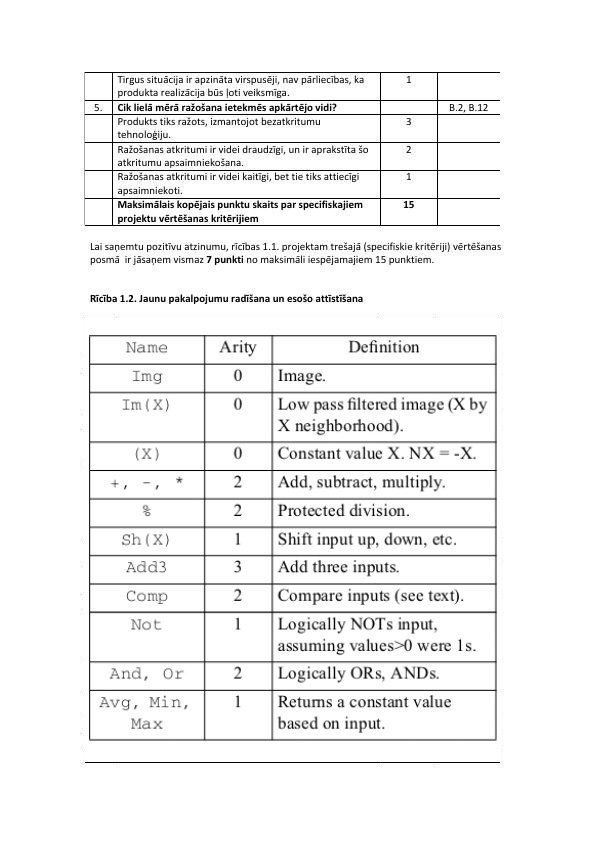 Tirgus situācija ir apzināta virspusēji, nav pārliecības, ka 1
produkta realizācija būs ļoti veiksmīga.
5. Cik lielā mērā ražošana ietekmēs apkārtējo vidi? B.2, B.12
Produkts tiks ražots, izmantojot bezatkritumu 3
tehnoloģiju.
Ražošanas atkritumi ir videi draudzīgi, un ir aprakstīta šo 2
atkritumu apsaimniekošana.
Ražošanas atkritumi ir videi kaitīgi, bet tie tiks attiecīgi 1
apsaimniekoti.
Maksimālais kopējais punktu skaits par specifiskajiem 15
projektu vērtēšanas kritērijiem
Lai saņemtu pozitīvu atzinumu, rīcības 1.1. projektam trešajā (specifiskie kritēriji) vērtēšanas
posmā ir jāsaņem vismaz 7 punkti no maksimāli iespējamajiem 15 punktiem.
Rīcība 1.2. Jaunu pakalpojumu radīšana un esošo attīstīšana
Name Arity Definition
Img 0 Image.
Im(X) 0 Low pass filtered image (X by
X neighborhood).
(X) 0 Constant value X. NX = -X.
+, -, * 2 Add, subtract, multiply.
% 2 Protected division.
Sh(X) 1 Shift input up, down, etc.
Add3 3 Add three inputs.
Comp 2 Compare inputs (see text).
Not 1 Logically NOTs input,
assuming values>0 were 1s.
And, Or 2 Logically ORs, ANDs.
Avg, Min, 1 Returns a constant value
Max based on input.